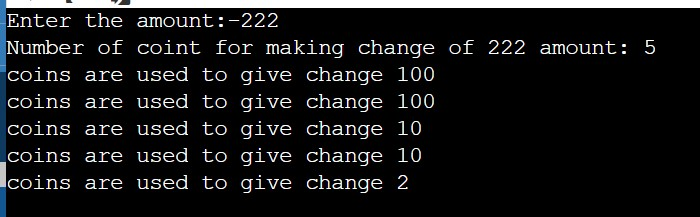 Enter the amount:-222
Number of coint for making change of 222 amount: 5
coins are used to give change 100
coins are used to give change 100
coins are used to give change 10
coins are used to give change 10
coins are used to give change 2